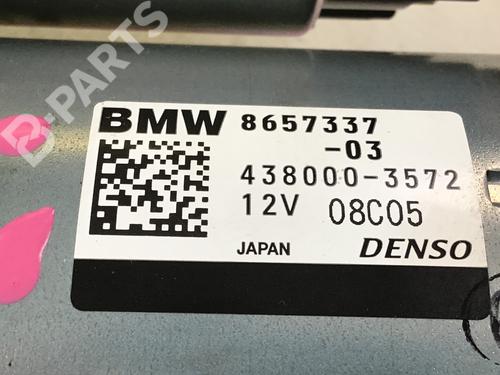 B-PARTS
BMW 8657337
-03
438000-3572
12V 08C05
JAPAN DENSO